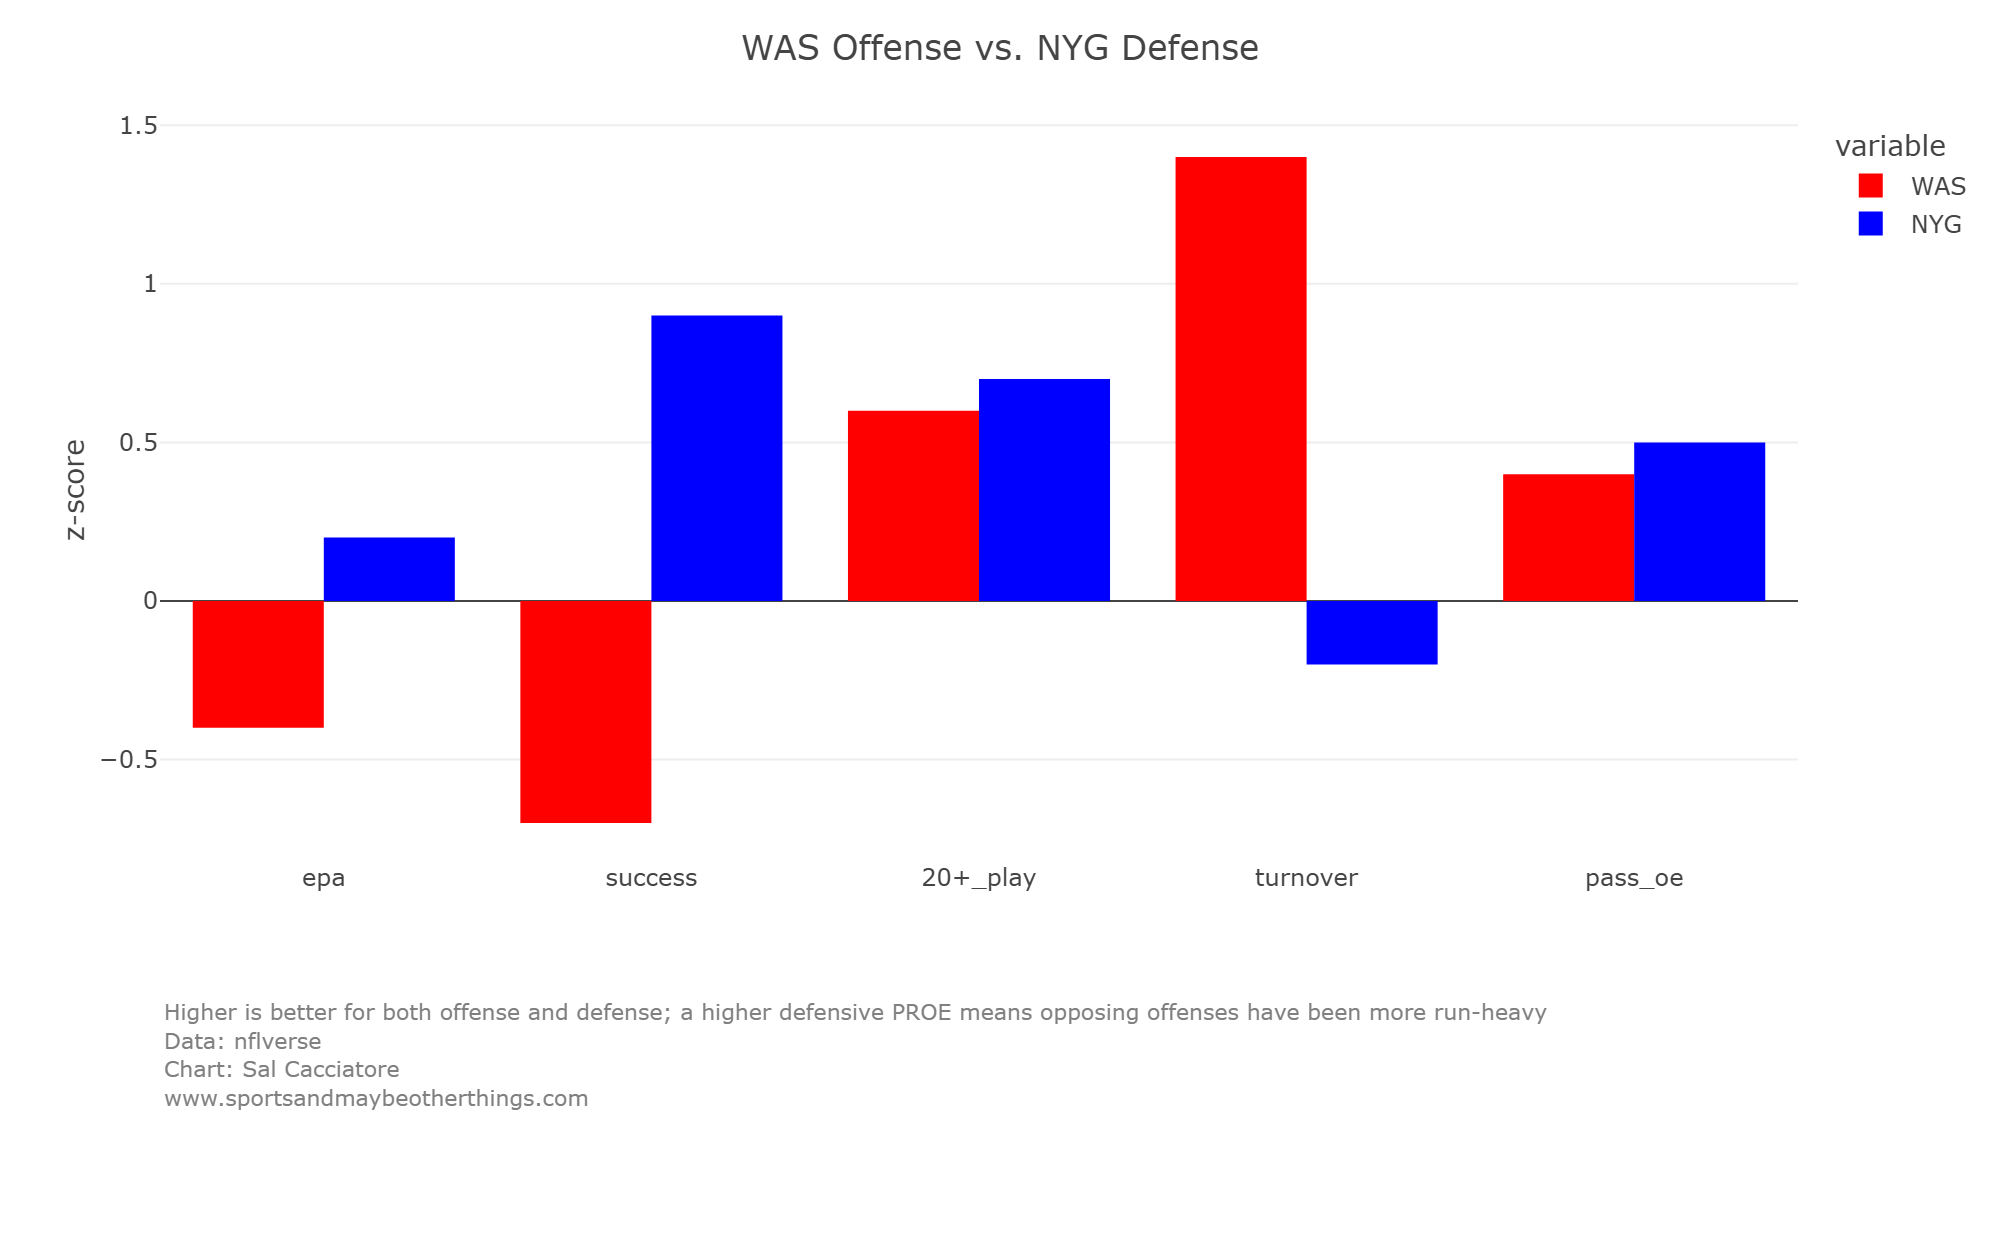 WAS Offense vs. NYG Defense
1.5
1
0.5
0
−0.5
z-score
variable
WAS
NYG
epa
success
20+_play
turnover
pass_oe
Higher is better for both offense and defense; a higher defensive PROE means opposing offenses have been more run-heavy
Data: nflverse
Chart: Sal Cacciatore
www.sportsandmaybeotherthings.com